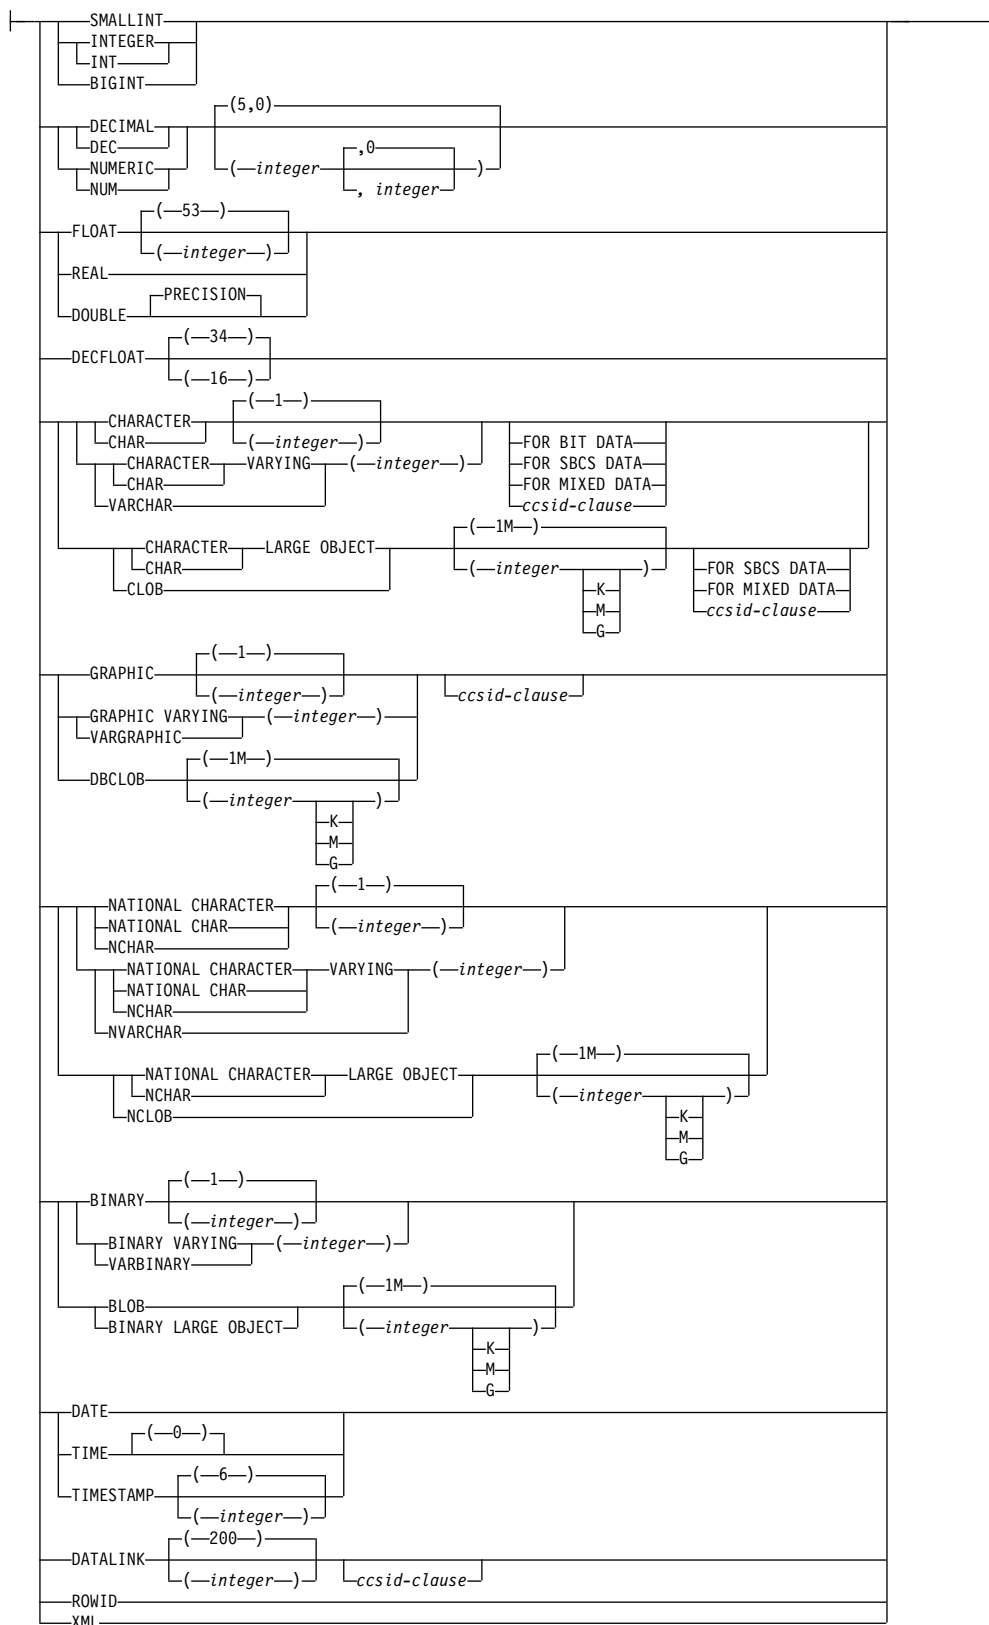 SMALLINT
INTEGER
INT
BIGINT
(5,0)
DECIMAL
DEC
,0
NUMERIC
( integer )
NUM
, integer
( 53 )
FLOAT
( integer )
REAL
PRECISION
DOUBLE
( 34 )
DECFLOAT
( 16 )
( 1 )
CHARACTER
CHAR
( integer )
FOR BIT DATA
CHARACTER VARYING ( integer )
FOR SBCS DATA
CHAR
FOR MIXED DATA
VARCHAR
ccsid-clause
( 1M )
CHARACTER LARGE OBJECT
CHAR
( integer )
FOR SBCS DATA
CLOB
K
FOR MIXED DATA
M
ccsid-clause
G
( 1 )
GRAPHIC
( integer )
ccsid-clause
GRAPHIC VARYING ( integer )
VARGRAPHIC
( 1M )
DBCLOB
( integer )
K
M
G
( 1 )
NATIONAL CHARACTER
NATIONAL CHAR
( integer )
NCHAR
NATIONAL CHARACTER VARYING ( integer )
NATIONAL CHAR
NCHAR
NVARCHAR
( 1M )
NATIONAL CHARACTER LARGE OBJECT
NCHAR
( integer )
NCLOB
K
M
G
( 1 )
BINARY
( integer )
BINARY VARYING ( integer )
VARBINARY
( 1M )
BLOB
BINARY LARGE OBJECT
( integer )
K
M
G
DATE
( 0 )
TIME
( 6 )
TIMESTAMP
( integer )
( 200 )
DATALINK
( integer )
ccsid-clause
ROWID
XML